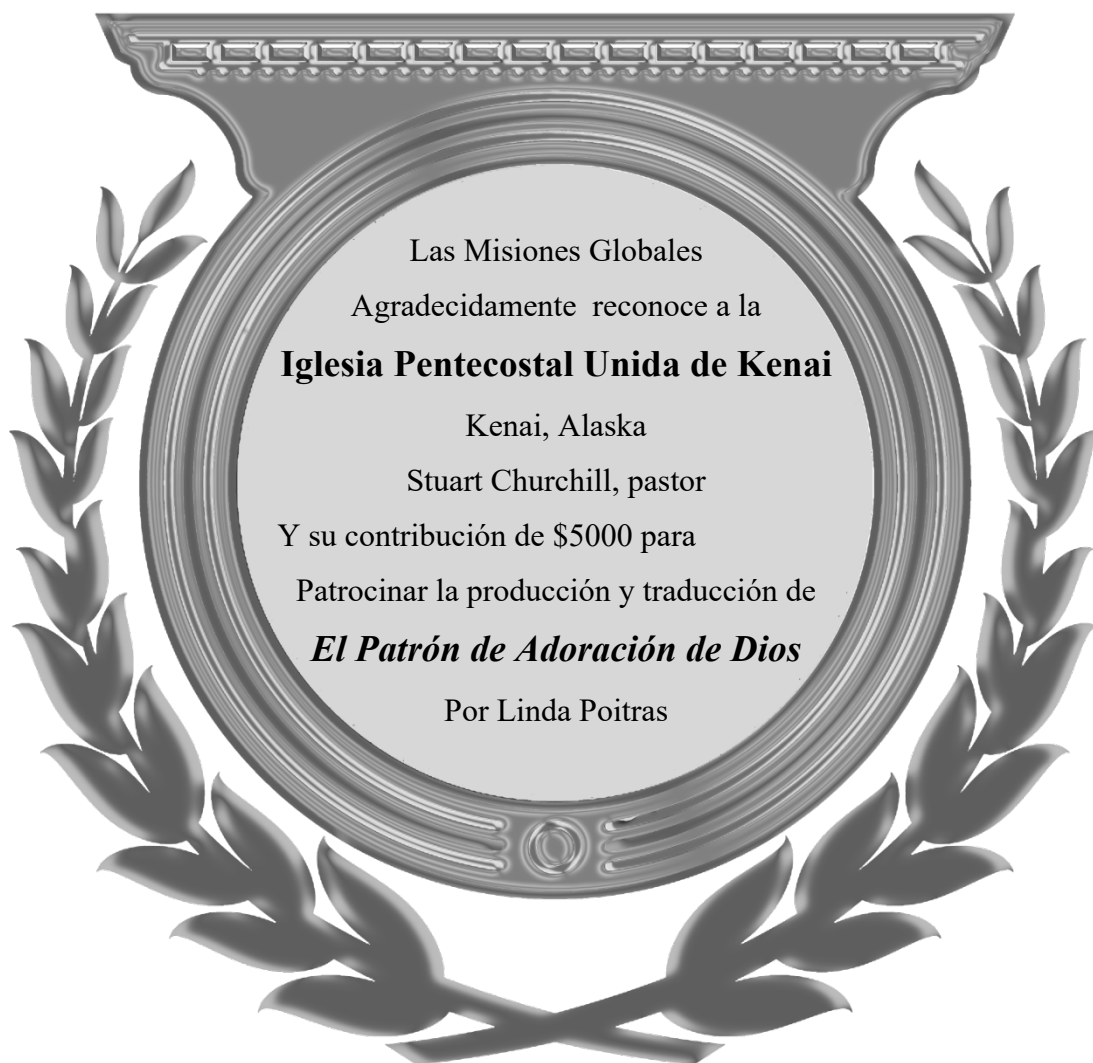 Las Misiones Globales
Agradecidamente  reconoce a la
Iglesia Pentecostal Unida de Kenai
Kenai, Alaska
Stuart Churchill, pastor
Y su contribución de $5000 para
Patrocinar la producción y traducción de
El Patrón de Adoración de Dios
Por Linda Poitras